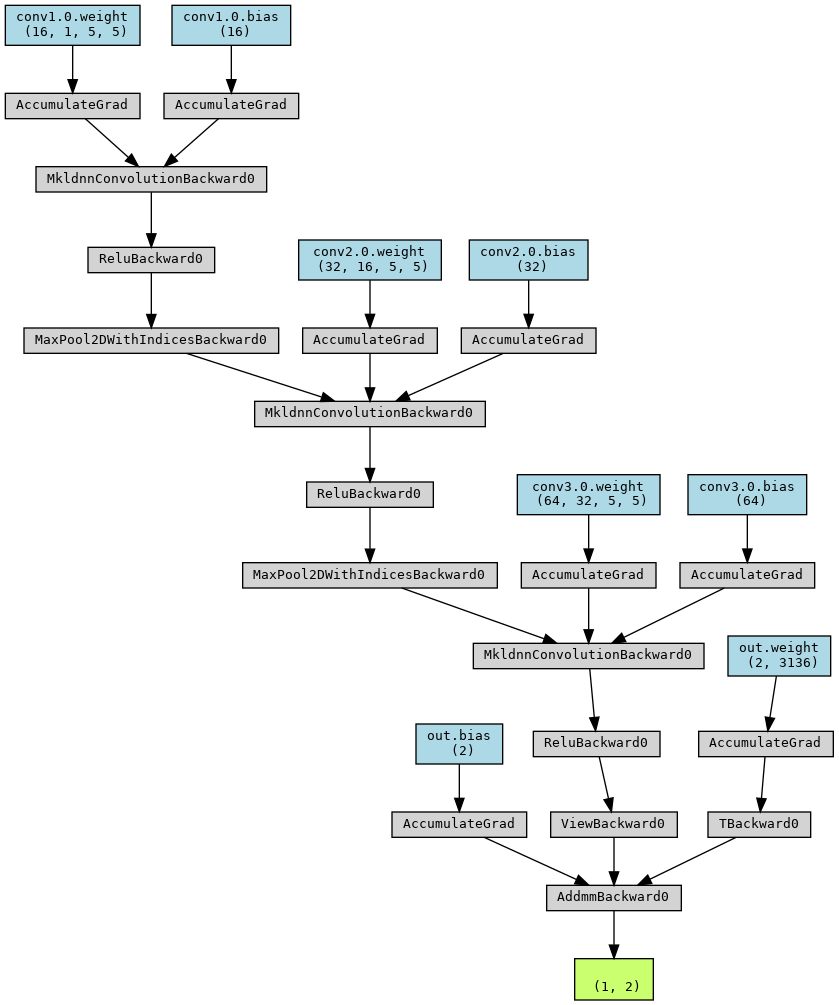 conv1.0.weight
(16, 1, 5, 5)
conv1.0.bias
(16)
AccumulateGrad
AccumulateGrad
MkldnnConvolutionBackward0
ReluBackward0
conv2.0.weight
(32, 16, 5, 5)
conv2.0.bias
(32)
MaxPool2DWithIndicesBackward0
AccumulateGrad
AccumulateGrad
MkldnnConvolutionBackward0
ReluBackward0
conv3.0.weight
(64, 32, 5, 5)
conv3.0.bias
(64)
MaxPool2DWithIndicesBackward0
AccumulateGrad
AccumulateGrad
MkldnnConvolutionBackward0
out.weight
(2, 3136)
out.bias
(2)
ReluBackward0
AccumulateGrad
AccumulateGrad
ViewBackward0
TBackward0
AddmmBackward0
(1, 2)